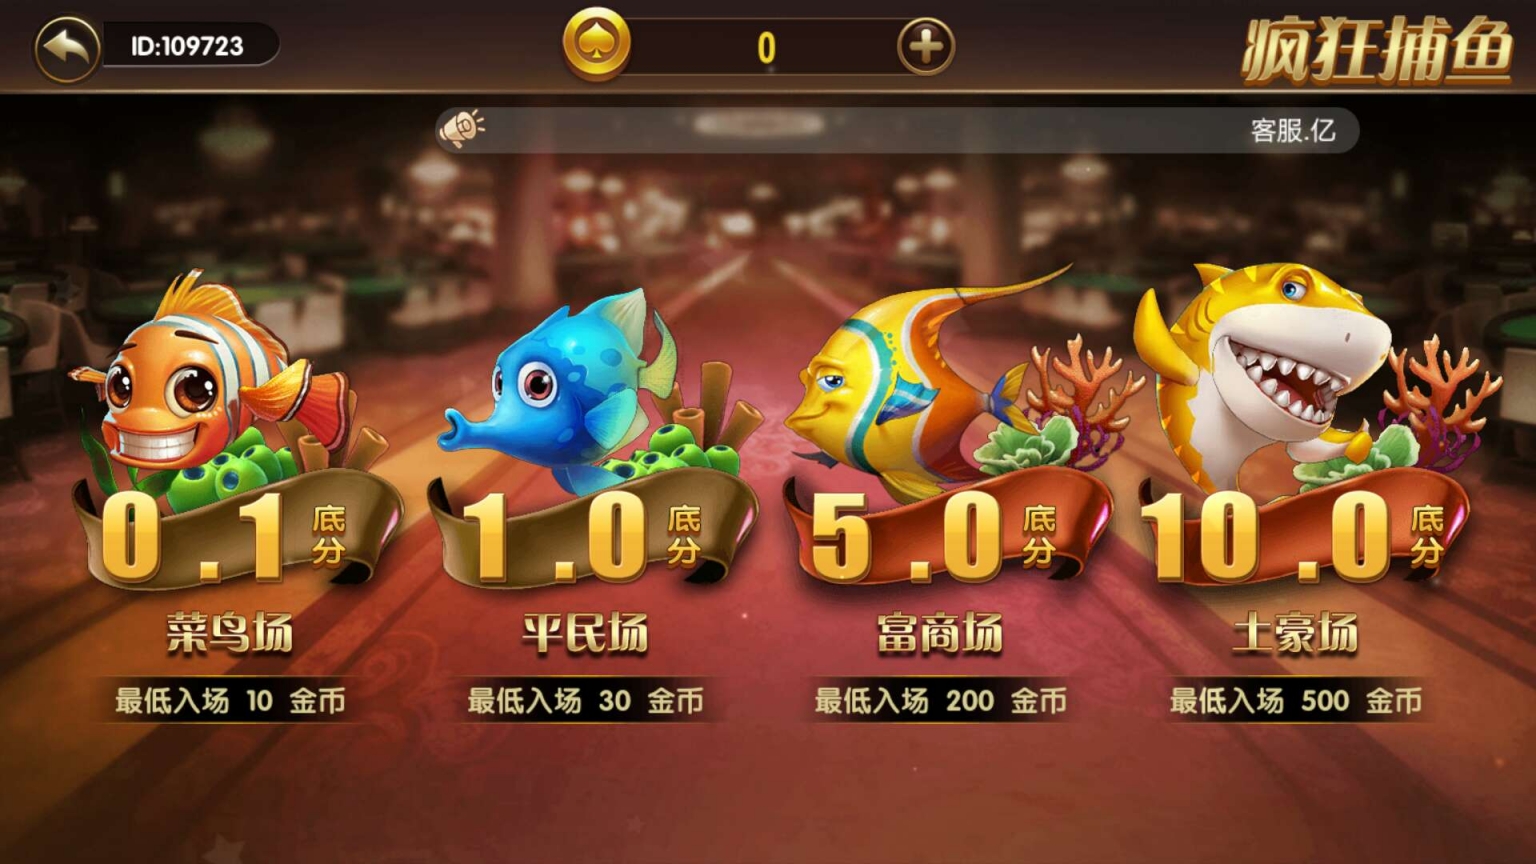 ID:109723
0
疯狂捕鱼
客服.亿
0.1 底分
1.0 底分
5.0 底分
10.0 底分
菜鸟场
平民场
富商场
土豪场
最低入场 10 金币
最低入场 30 金币
最低入场 200 金币
最低入场 500 金币